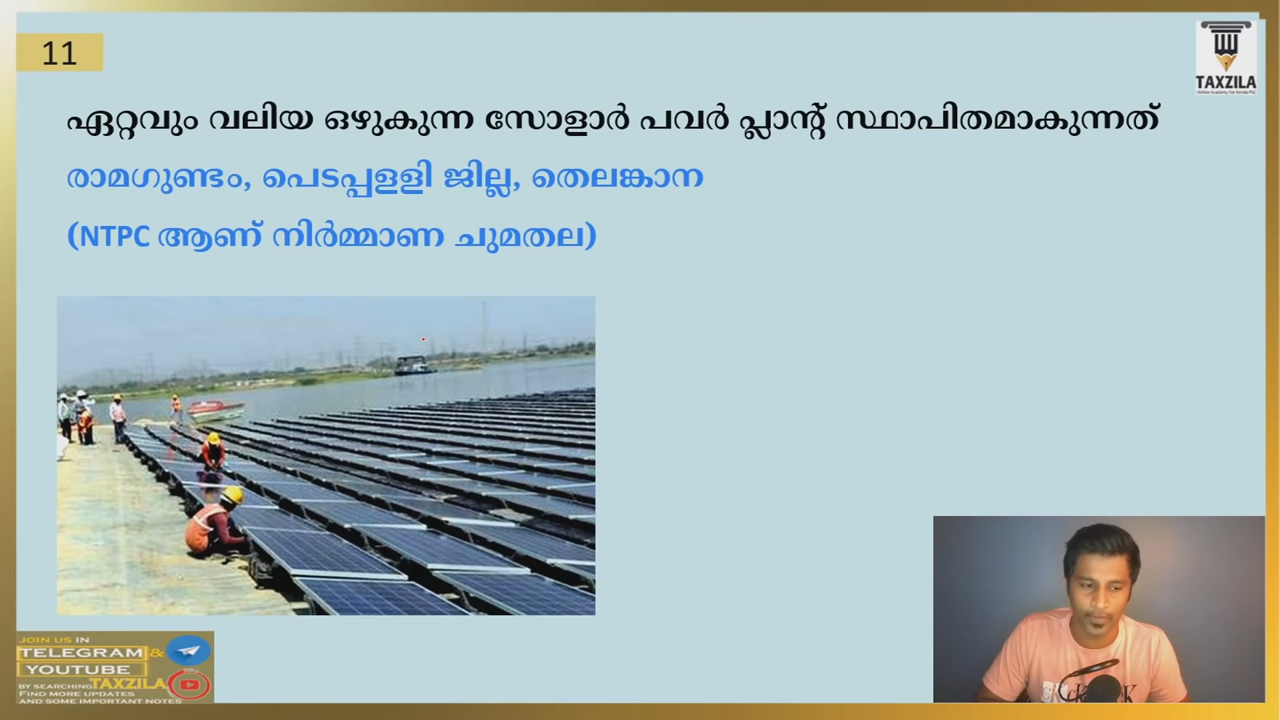 11
TAXZILA
ഏറ്റവും വലിയ ഒഴുകുന്ന സോളാർ പവർ പ്ലാന്റ് സ്ഥാപിതമാകുന്നത്
രാമഗുണ്ടം, പെടപ്പളളി ജില്ല, തെലങ്കാന
(NTPC ആണ് നിർമ്മാണ ചുമതല)
JOIN US IN
TELEGRAM &
YOUTUBE
BY SEARCHING TAXZILA
FIND MORE UPDATES
AND SOME IMPORTANT NOTES